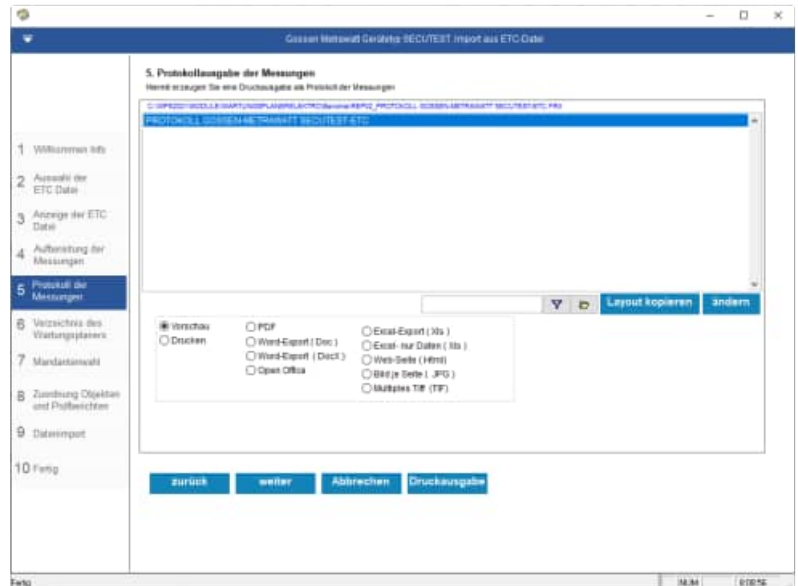 Gossen Metrawatt Gerätetyp SECUTEST Import aus ETC-Datei
5. Protokollausgabe der Messungen
Hiermit erzeugen Sie eine Druckausgabe als Protokoll der Messungen
PROTOKOLL GOSSEN-METRAWATT SECUTEST-ETC
1 Willkommen Info
2 Auswahl der
ETC Datei
3 Anzeige der ETC
Datei
4 Aufbereitung der
Messungen
5 Protokoll der
Messungen
6 Verzeichnis des
Wartungsplaners
7 Mandantenwahl
8 Zuordnung Objekten
und Prüfberichten
9 Datenimport
10 Fertig
Layout kopieren
ändern
Vorschau
Drucken
PDF
Word-Export ( Doc )
Word-Export ( DocX )
Open Office
Excel-Export ( Xls )
Excel- nur Daten ( Xls )
Web-Seite ( Html)
Bild je Seite ( JPG )
Multiples Tiff (TIF)
zurück
weiter
Abbrechen
Druckausgabe
Fertig
NUM